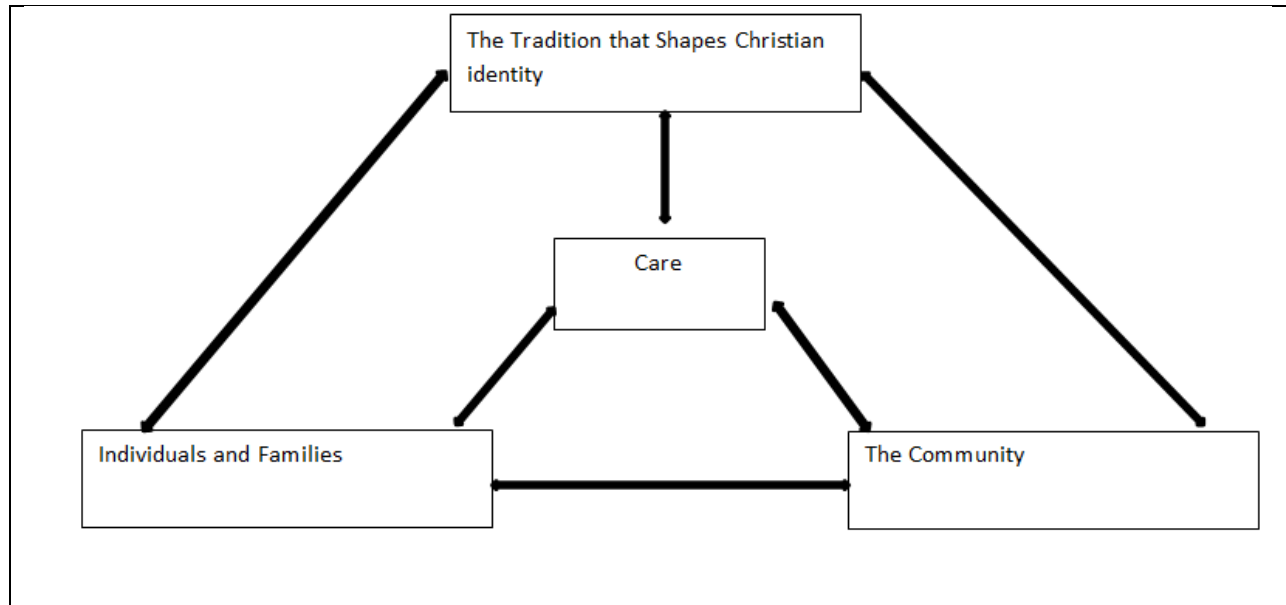 The Tradition that Shapes Christian
identity
Care
Individuals and Families
The Community